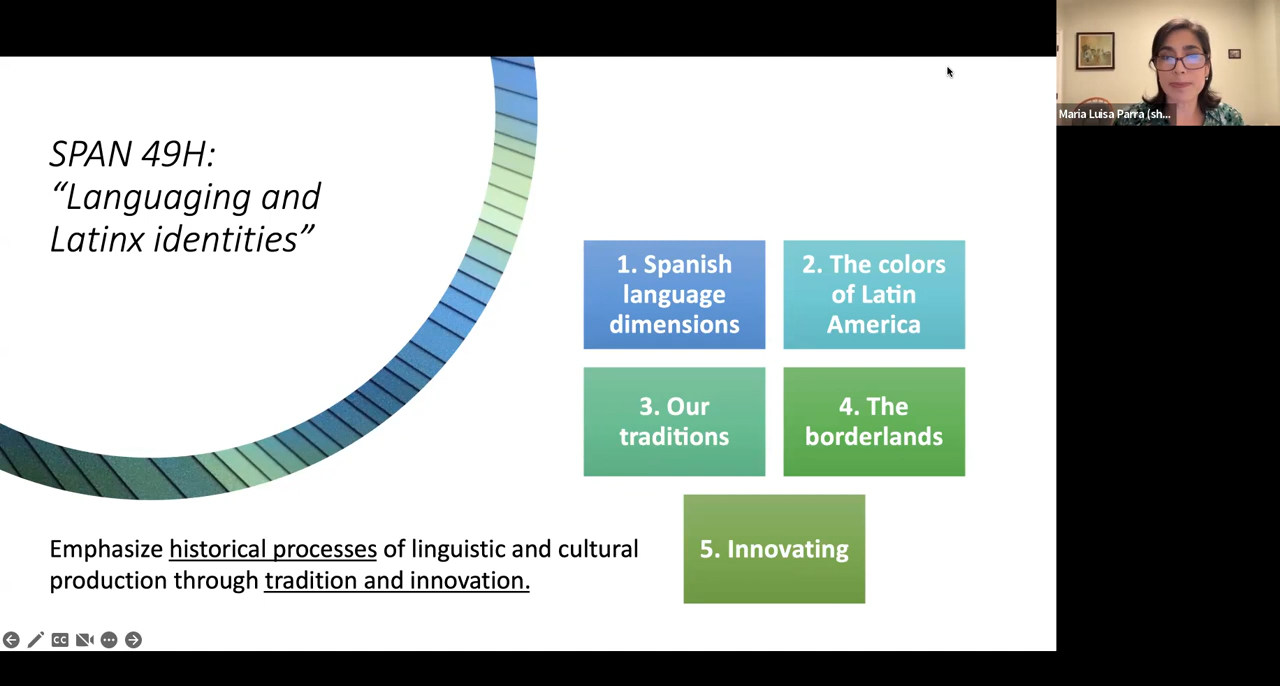 SPAN 49H:
“Languaging and
Latinx identities”
1. Spanish
language
dimensions
2. The colors
of Latin
America
3. Our
traditions
4. The
borderlands
5. Innovating
Emphasize historical processes of linguistic and cultural
production through tradition and innovation.
Maria Luisa Parra (sh...
CC